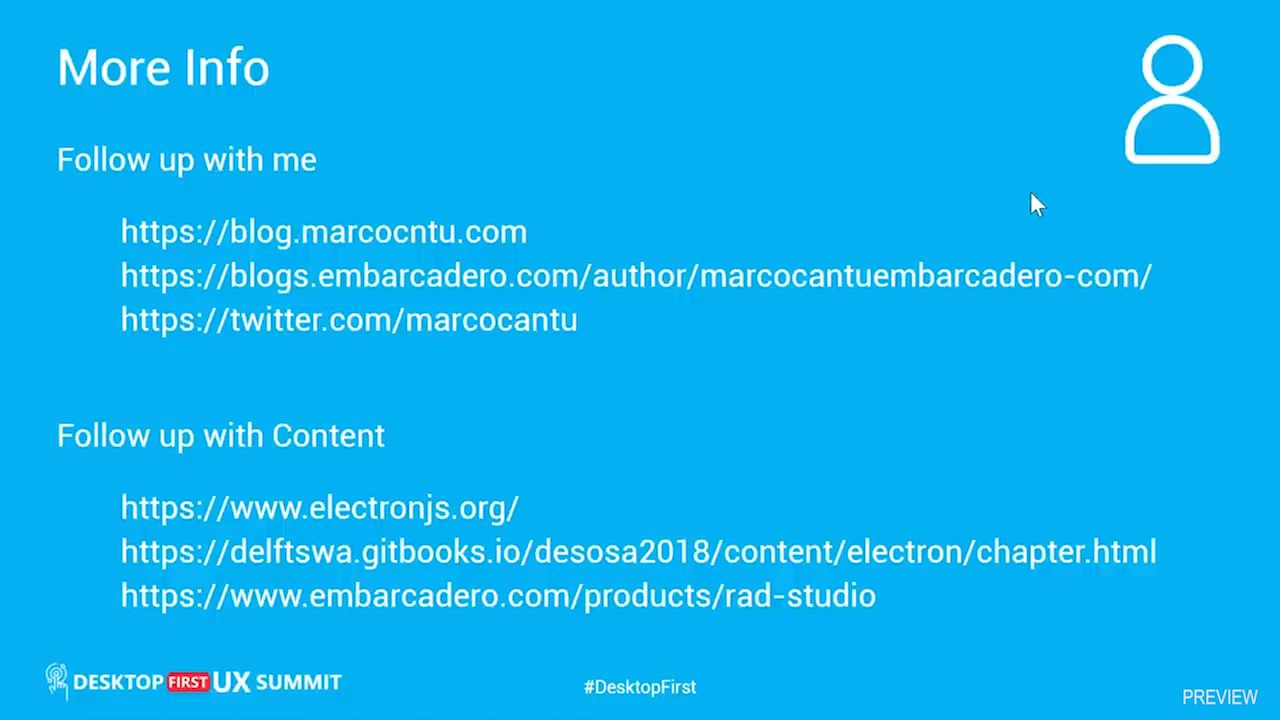 More Info
Follow up with me
https://blog.marcocntu.com
https://blogs.embarcadero.com/author/marcocantuembarcadero-com/
https://twitter.com/marcocantu
Follow up with Content
https://www.electronjs.org/
https://delftswa.gitbooks.io/desosa2018/content/electron/chapter.html
https://www.embarcadero.com/products/rad-studio
DESKTOP FIRST UX SUMMIT
#DesktopFirst
PREVIEW